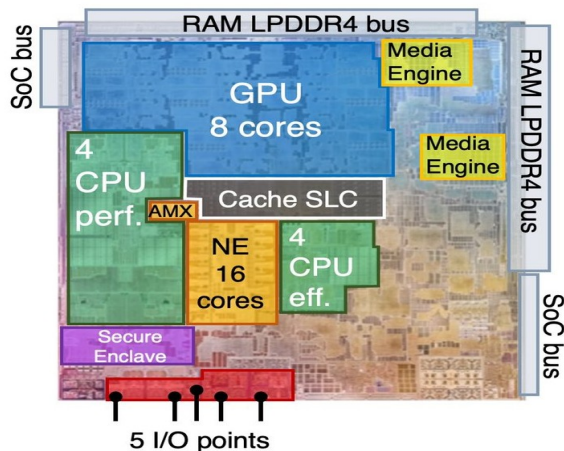 RAM LPDDR4 bus
SoC bus
Media
Engine
GPU
8 cores
RAM LPDDR4 bus
4
CPU
perf.
Media
Engine
Cache SLC
AMX
NE
16
cores
4
CPU
eff.
Secure
Enclave
SoC bus
5 I/O points